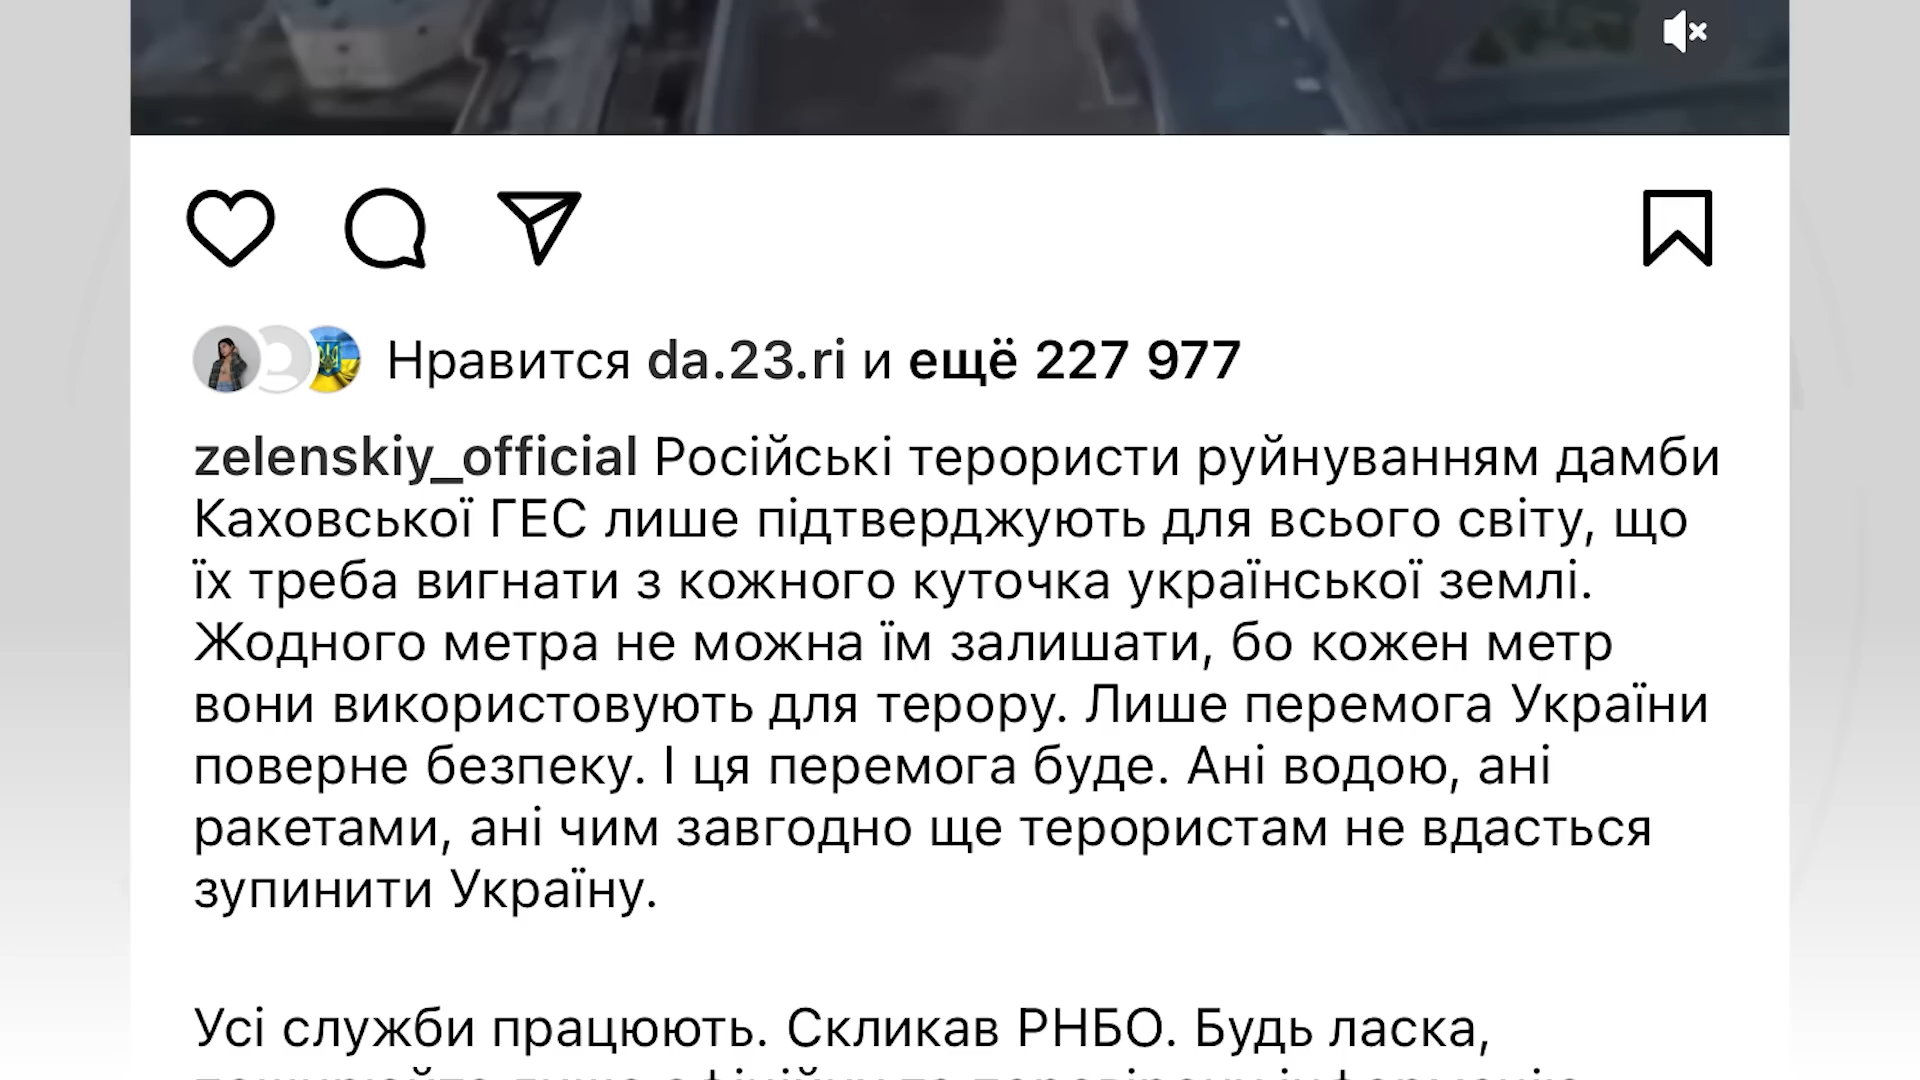 Нравится da.23.ri и ещё 227 977
zelenskiy_official Російські терористи руйнуванням дамби
Каховської ГЕС лише підтверджують для всього світу, що
їх треба вигнати з кожного куточка української землі.
Жодного метра не можна їм залишати, бо кожен метр
вони використовують для терору. Лише перемога України
поверне безпеку. І ця перемога буде. Ані водою, ані
ракетами, ані чим завгодно ще терористам не вдасться
зупинити Україну.
Усі служби працюють. Скликав РНБО. Будь ласка,